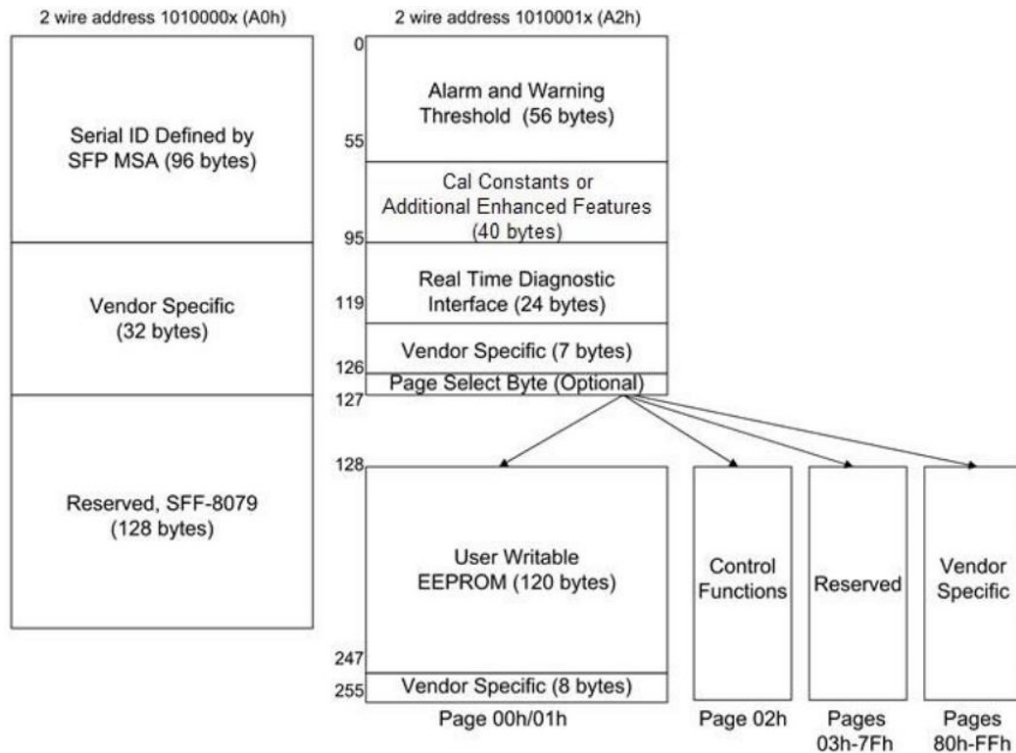 2 wire address 1010000x (A0h)
Serial ID Defined by
SFP MSA (96 bytes)
Vendor Specific
(32 bytes)
Reserved, SFF-8079
(128 bytes)
2 wire address 1010001x (A2h)
0
Alarm and Warning
Threshold (56 bytes)
55
Cal Constants or
Additional Enhanced Features
(40 bytes)
95
Real Time Diagnostic
Interface (24 bytes)
119
Vendor Specific (7 bytes)
126
Page Select Byte (Optional)
127
128
User Writable
EEPROM (120 bytes)
247
Vendor Specific (8 bytes)
255
Page 00h/01h
Control
Functions
Page 02h
Reserved
Pages
03h-7Fh
Vendor
Specific
Pages
80h-FFh